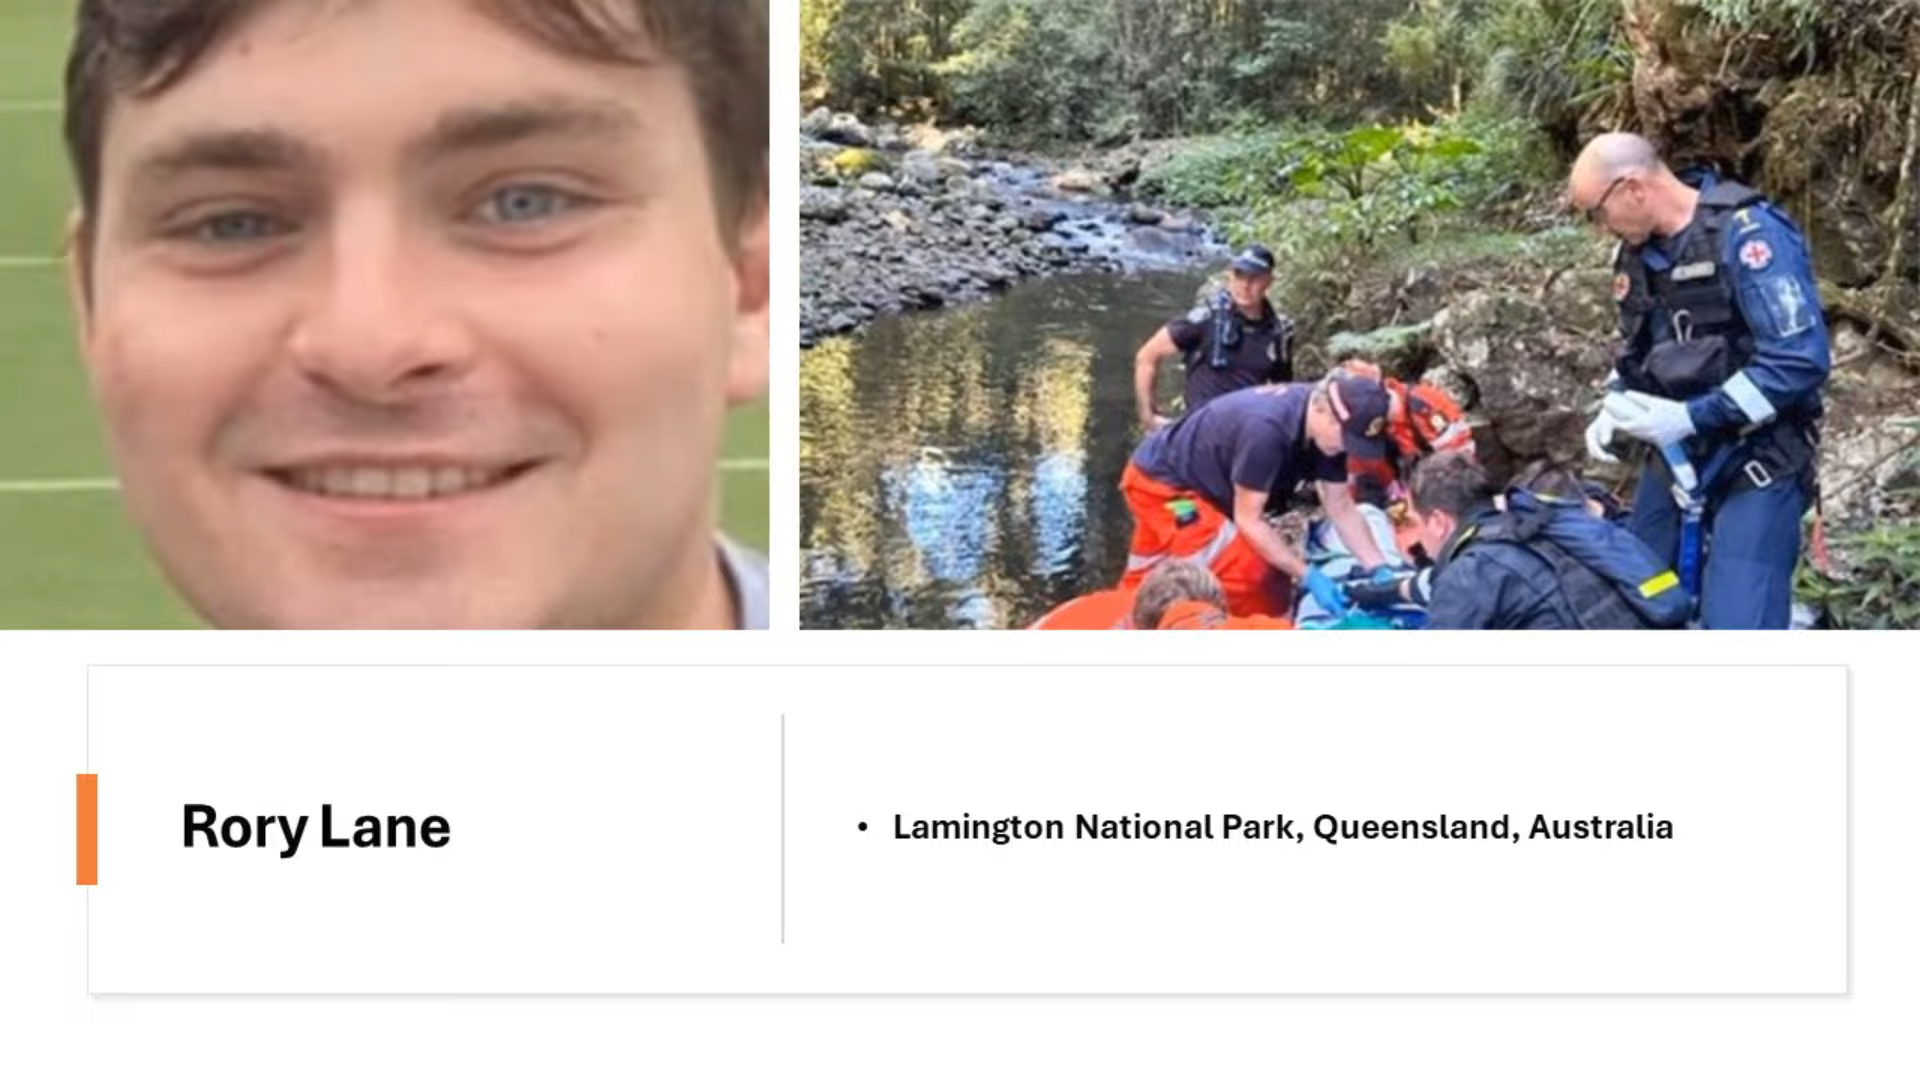 Rory Lane
• Lamington National Park, Queensland, Australia